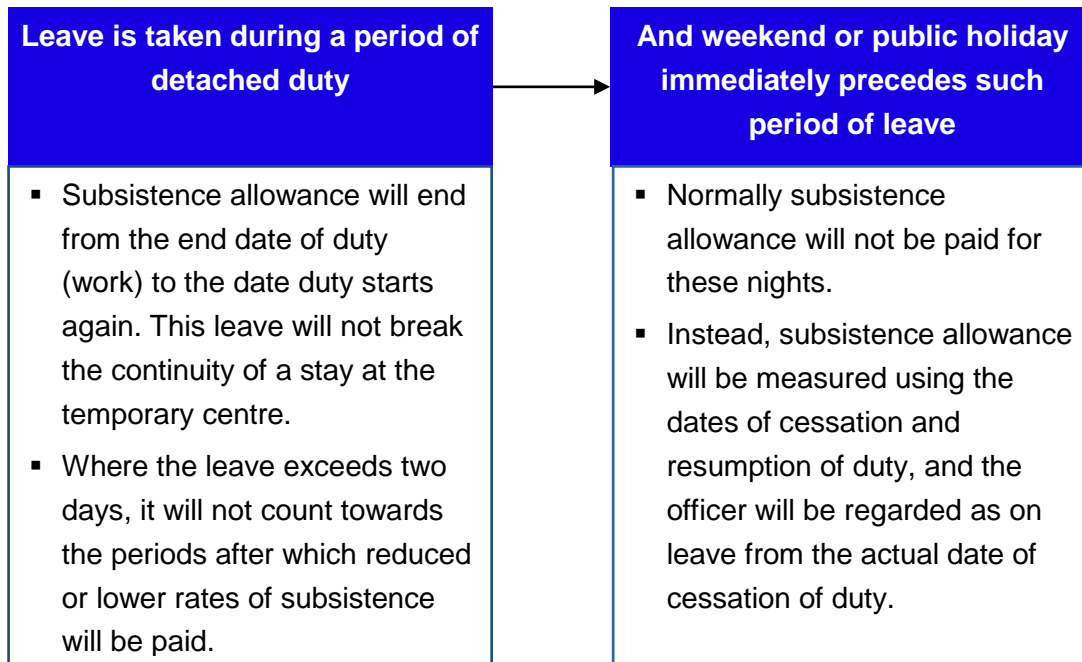 Leave is taken during a period of
detached duty
▪ Subsistence allowance will end
from the end date of duty
(work) to the date duty starts
again. This leave will not break
the continuity of a stay at the
temporary centre.
▪ Where the leave exceeds two
days, it will not count towards
the periods after which reduced
or lower rates of subsistence
will be paid.
And weekend or public holiday
immediately precedes such
period of leave
▪ Normally subsistence
allowance will not be paid for
these nights.
▪ Instead, subsistence allowance
will be measured using the
dates of cessation and
resumption of duty, and the
officer will be regarded as on
leave from the actual date of
cessation of duty.